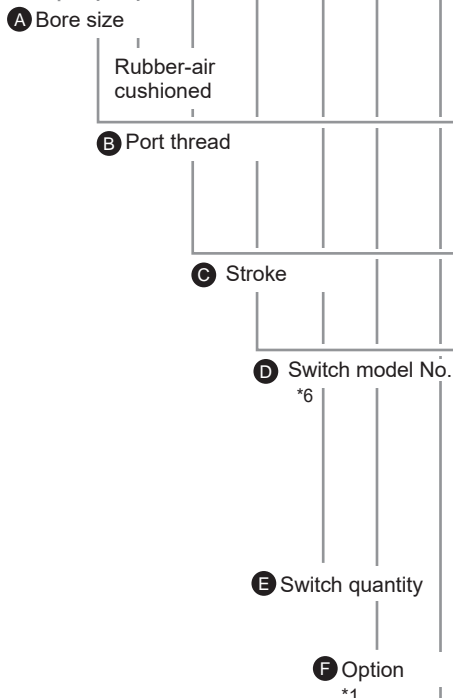 A Bore size
Rubber-air
cushioned
B Port thread
C Stroke
D Switch model No.
*6
E Switch quantity
F Option
*1